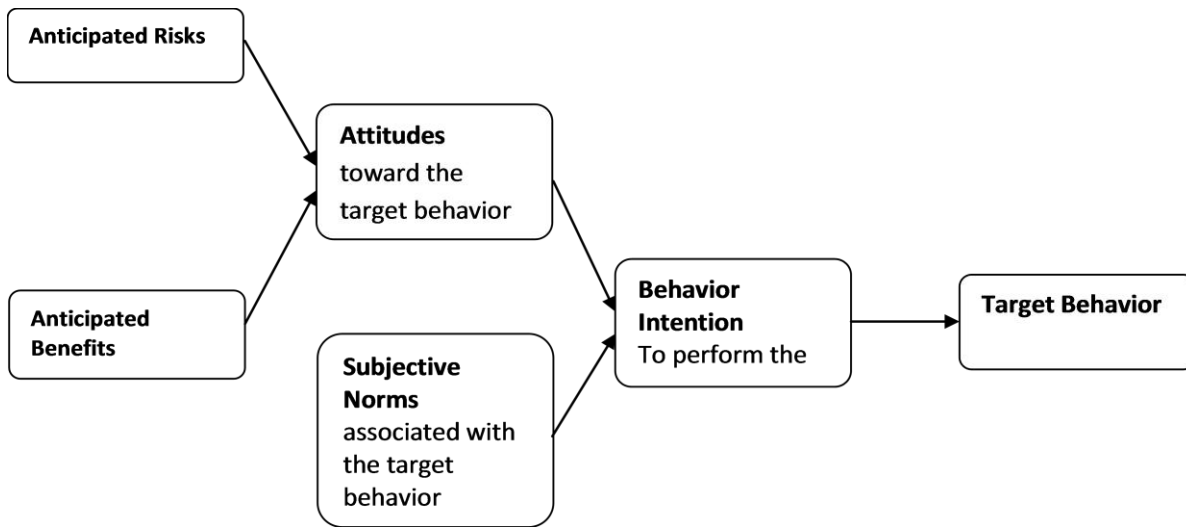 Anticipated Risks
Attitudes
toward the
target behavior
Anticipated
Benefits
Subjective
Norms
associated with
the target
behavior
Behavior
Intention
To perform the
Target Behavior